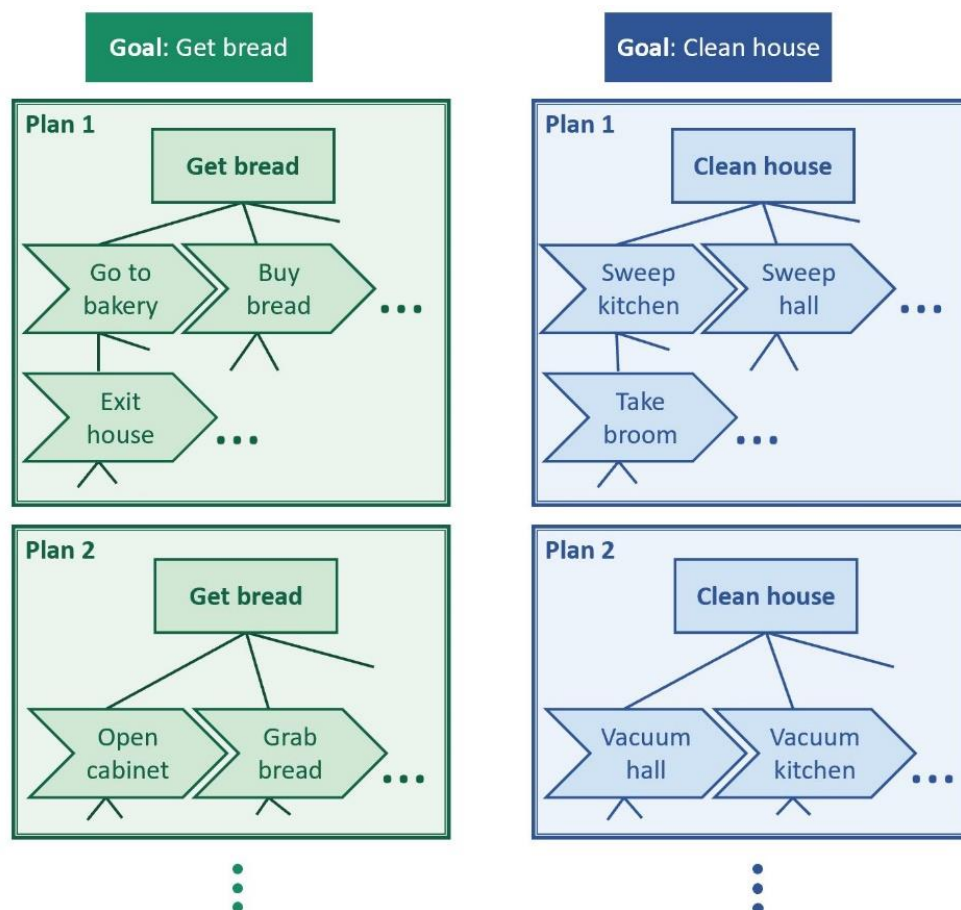 Goal: Get bread
Plan 1
Get bread
Go to
bakery
Buy
bread
...
Exit
house
...
Plan 2
Get bread
Open
cabinet
Grab
bread
...
Goal: Clean house
Plan 1
Clean house
Sweep
kitchen
Sweep
hall
...
Take
broom
...
Plan 2
Clean house
Vacuum
hall
Vacuum
kitchen
...